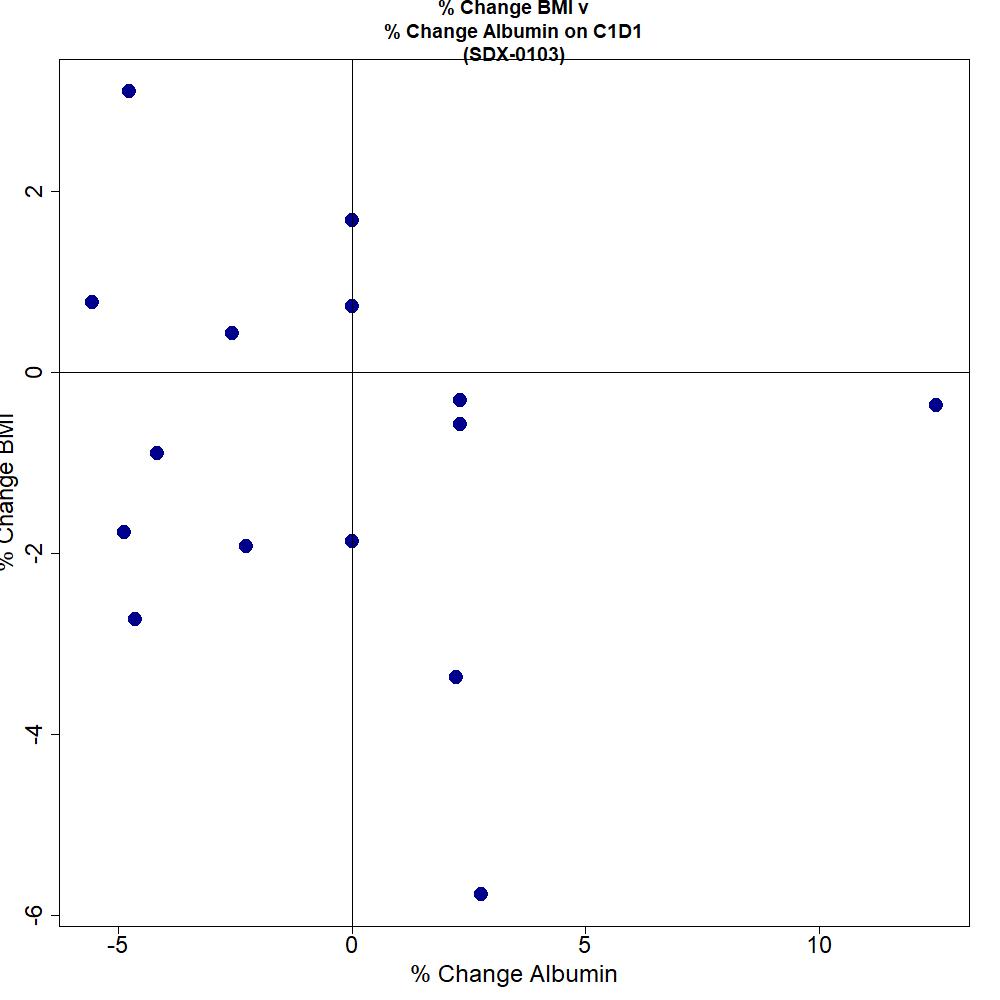 % Change BMI v
% Change Albumin on C1D1
(SDX-0103)
% Change BMI
2
0
-2
-4
-6
-5
0
5
10
% Change Albumin